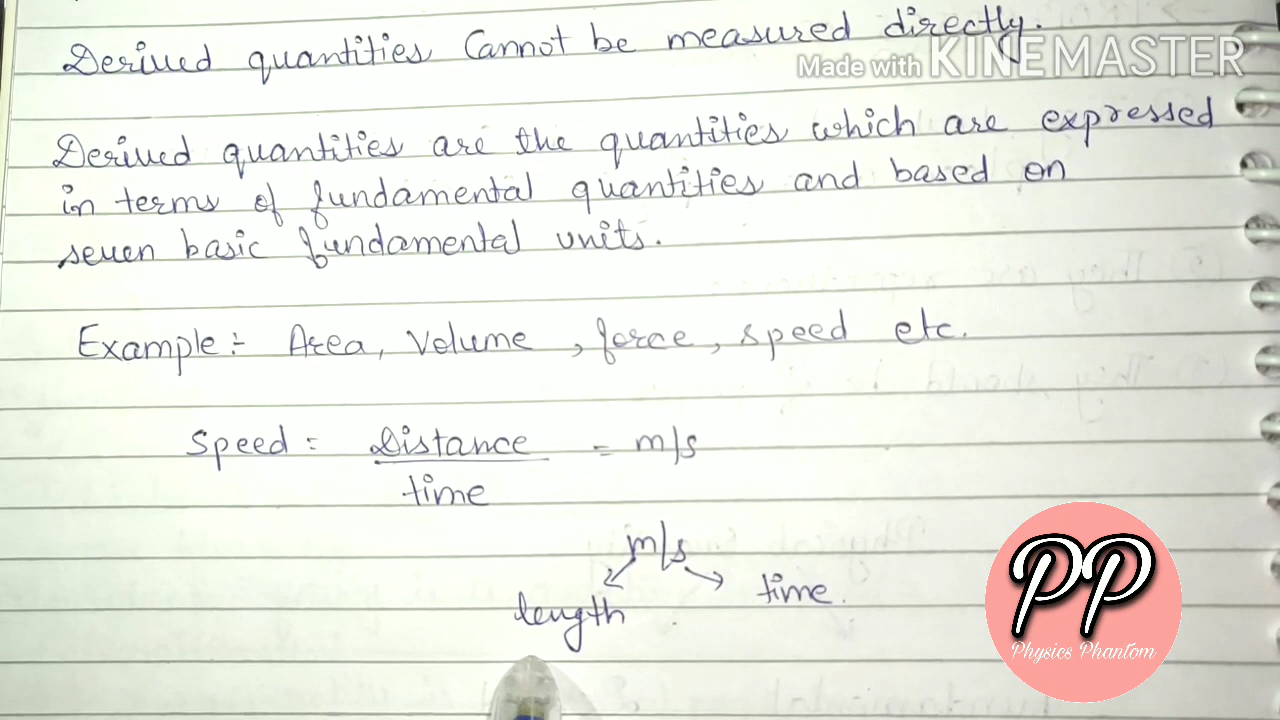 Derived quantities Cannot be measured directly.
Made with KINEMASTER
Derived quantities are the quantities which are expressed
in terms of fundamental quantities and based on
seven basic fundamental units.
Example:- Area, Volume, force, speed etc.
Speed = Distance = m/s
time
m/s
length time.
PP
Physics Phantom